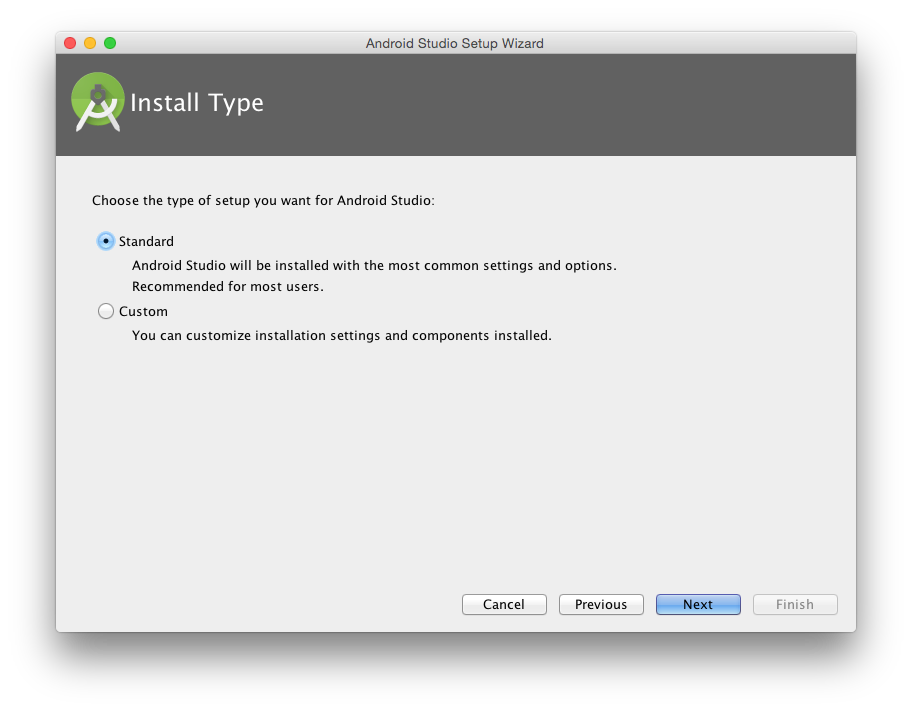 Android Studio Setup Wizard
Install Type
Choose the type of setup you want for Android Studio:
Standard
Android Studio will be installed with the most common settings and options.
Recommended for most users.
Custom
You can customize installation settings and components installed.
Cancel Previous Next Finish